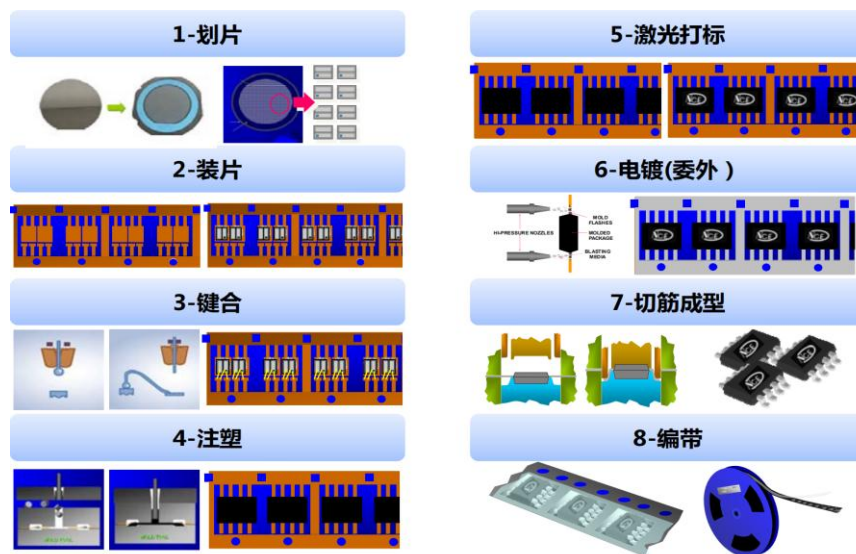 1-划片
2-装片
3-键合
4-注塑
5-激光打标
6-电镀(委外)
HI-PRESSURE NOZZLES
MOLD
FLASHES
MOLDED
PACKAGE
BLASTING
MEDIA
7-切筋成型
8-编带